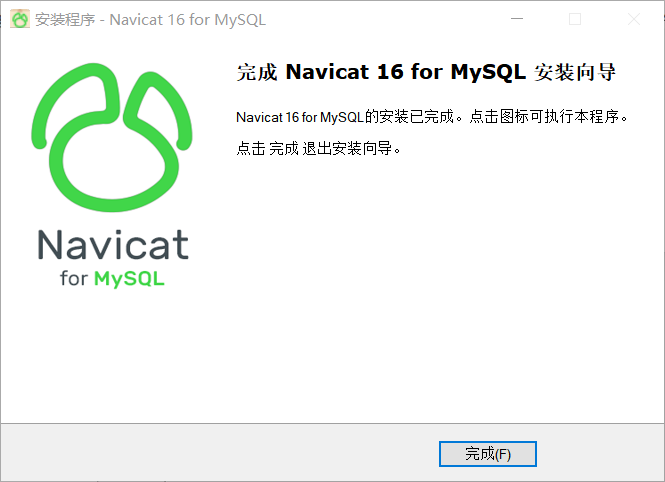 安装程序 - Navicat 16 for MySQL
完成 Navicat 16 for MySQL 安装向导
Navicat 16 for MySQL的安装已完成。点击图标可执行本程序。
点击 完成 退出安装向导。
Navicat
for MySQL
完成(F)